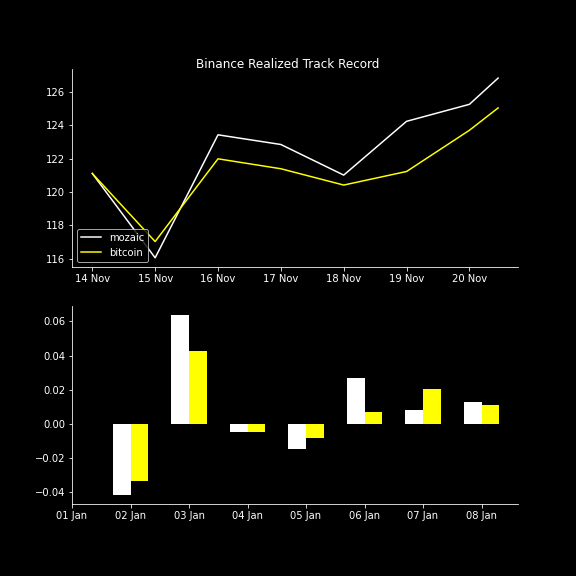 Binance Realized Track Record
126
124
122
120
118
116
mozaic
bitcoin
14 Nov 15 Nov 16 Nov 17 Nov 18 Nov 19 Nov 20 Nov
0.06
0.04
0.02
0.00
−0.02
−0.04
01 Jan 02 Jan 03 Jan 04 Jan 05 Jan 06 Jan 07 Jan 08 Jan